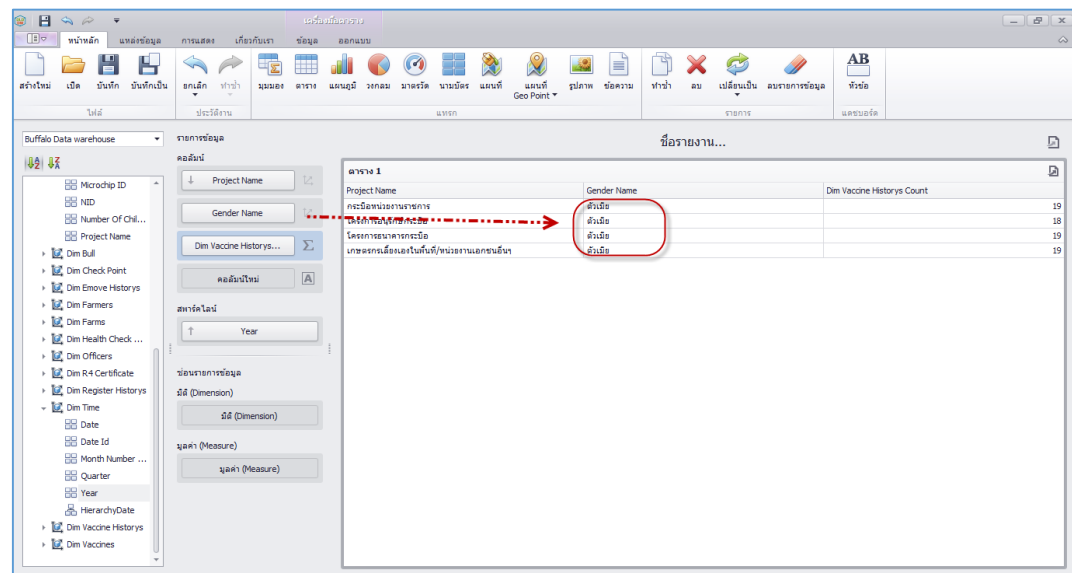 เครื่องมือตาราง
หน้าหลัก แหล่งข้อมูล การแสดง เกี่ยวกับเรา ข้อมูล ออกแบบ
สร้างใหม่ เปิด บันทึก บันทึกเป็น ยกเลิก ทำซ้ำ มุมมอง ตาราง แผนภูมิ วงกลม มาตรวัด นามบัตร แผนที่ แผนที่ Geo Point รูปภาพ ข้อความ ทำซ้ำ ลบ เปลี่ยนเป็น ลบรายการข้อมูล AB หัวข้อ
ไฟล์ ประวัติงาน แทรก รายการ แดชบอร์ด
Buffalo Data warehouse
Microchip ID
NID
Number Of Chil...
Project Name
Dim Bull
Dim Check Point
Dim Emove Historys
Dim Farmers
Dim Farms
Dim Health Check ...
Dim Officers
Dim R4 Certificate
Dim Register Historys
Dim Time
Date
Date Id
Month Number ...
Quarter
Year
HierarchyDate
Dim Vaccine Historys
Dim Vaccines
รายการข้อมูล
คอลัมน์
Project Name
Gender Name
Dim Vaccine Historys... Σ
คอลัมน์ใหม่ A
สพาร์คไลน์
Year
ซ่อนรายการข้อมูล
มิติ (Dimension)
มิติ (Dimension)
มูลค่า (Measure)
มูลค่า (Measure)
ชื่อรายงาน...
ตาราง 1
Project Name Gender Name Dim Vaccine Historys Count
กระบือหน่วยงานราชการ ตัวเมีย 19
โครงการอนุรักษ์กระบือ ตัวเมีย 18
โครงการธนาคารกระบือ ตัวเมีย 19
เกษตรกรเลี้ยงเองในพื้นที่/หน่วยงานเอกชนอื่นๆ ตัวเมีย 19